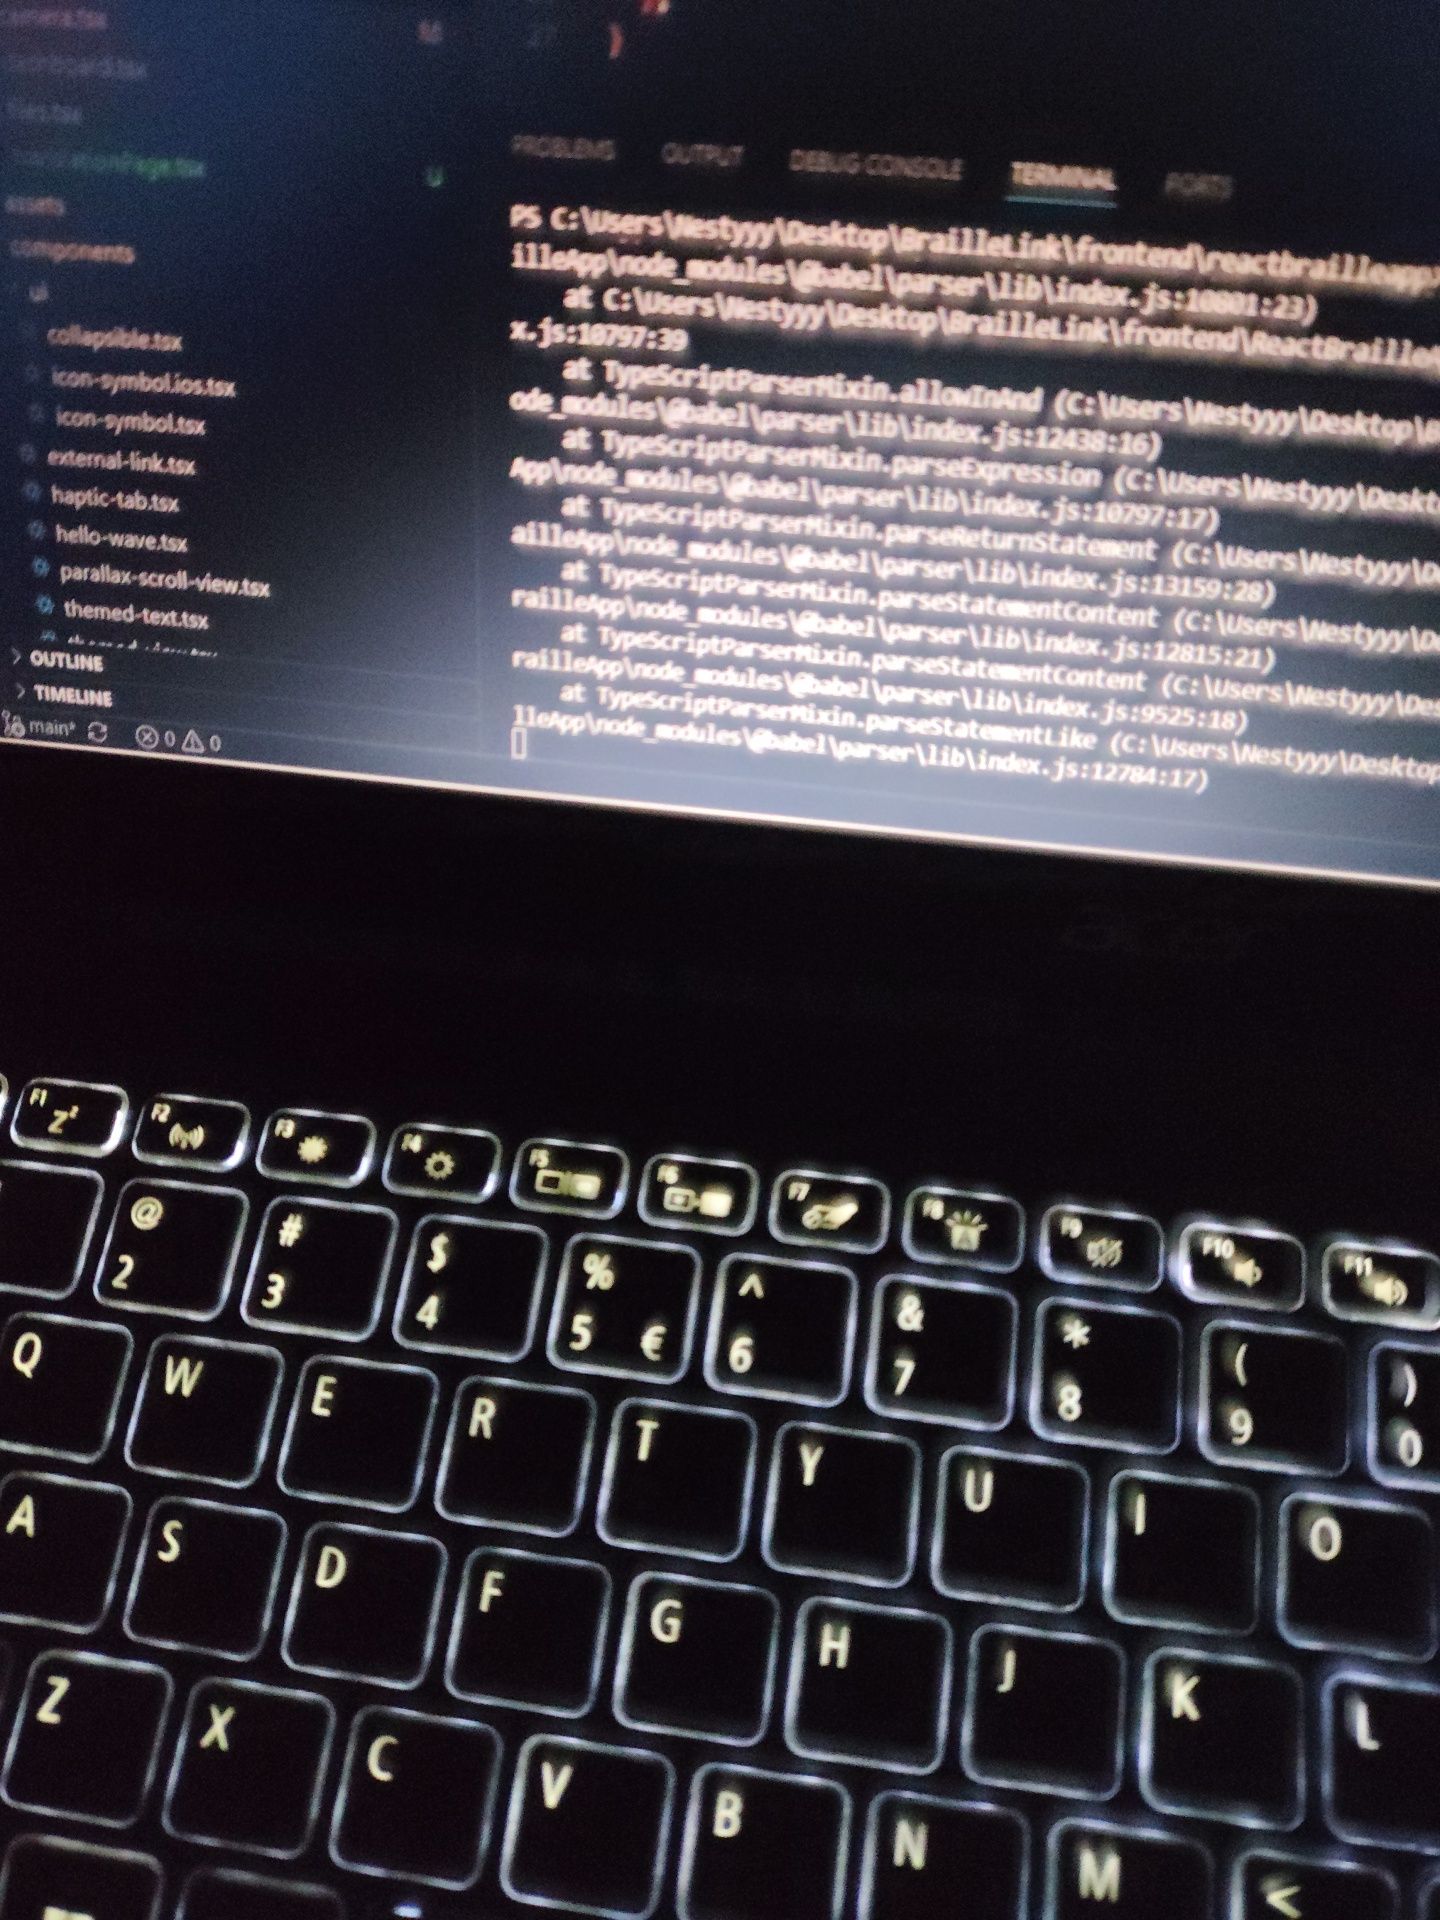 camera.tsx
assets
components
ui
collapsible.tsx
icon-symbol.ios.tsx
icon-symbol.tsx
external-link.tsx
haptic-tab.tsx
hello-wave.tsx
parallax-scroll-view.tsx
themed-text.tsx
OUTLINE
TIMELINE
main* 0 0
27 )
U
PROBLEMS OUTPUT DEBUG CONSOLE TERMINAL PORTS
PS C:\Users\Westyyy\Desktop\BrailleLink\frontend\reactbrailleapp>
illeApp\node_modules\@babel\parser\lib\index.js:10801:23)
at C:\Users\Westyyy\Desktop\BrailleLink\frontend\ReactBraille
x.js:10797:39
at TypeScriptParserMixin.allowInAnd (C:\Users\Westyyy\Desktop\
ode_modules\@babel\parser\lib\index.js:12438:16)
at TypeScriptParserMixin.parseExpression (C:\Users\Westyyy\Deskt
App\node_modules\@babel\parser\lib\index.js:10797:17)
at TypeScriptParserMixin.parseReturnStatement (C:\Users\Westyyy\D
ailleApp\node_modules\@babel\parser\lib\index.js:13159:28)
at TypeScriptParserMixin.parseStatementContent (C:\Users\Westyyy\D
railleApp\node_modules\@babel\parser\lib\index.js:12815:21)
at TypeScriptParserMixin.parseStatementContent (C:\Users\Westyyy\Des
railleApp\node_modules\@babel\parser\lib\index.js:9525:18)
at TypeScriptParserMixin.parseStatementLike (C:\Users\Westyyy\Desktop
lleApp\node_modules\@babel\parser\lib\index.js:12784:17)
F1 Zz F2 F3 F4 F5 F6 F7 F8 F9 F10 F11
@ # $ % ^ & * ( )
2 3 4 5 € 6 7 8 9 0
Q W E R T Y U I O
A S D F G H J K L
Z X C V B N M <